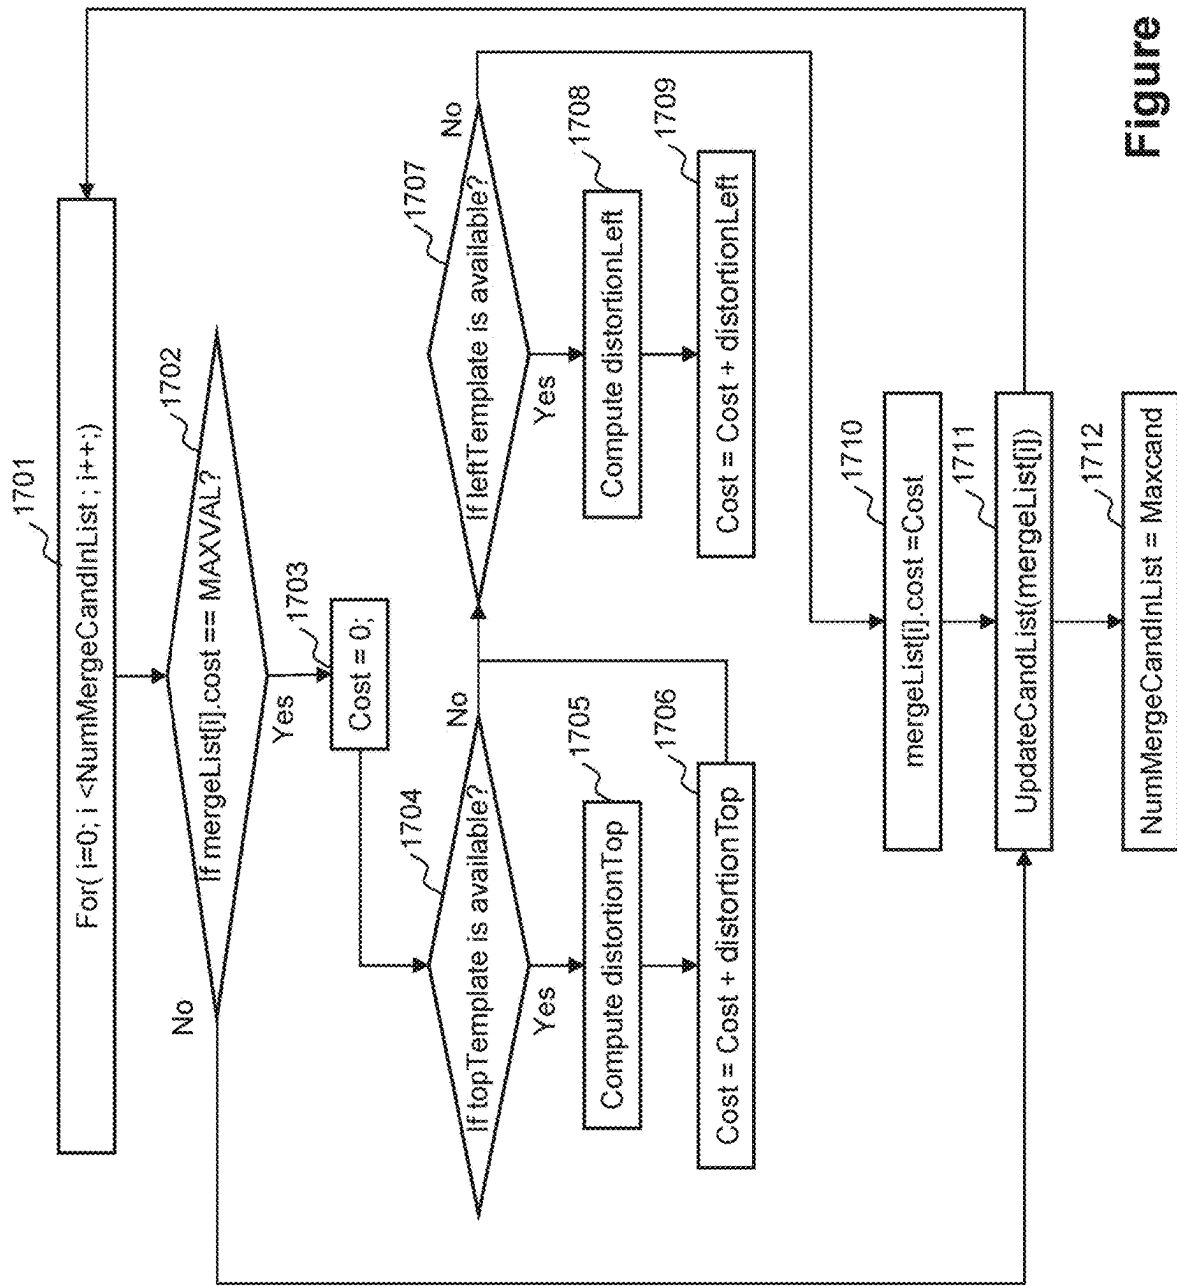 1701
For( i=0; i <NumMergeCandInList ; i++;)
1702
If mergeList[i].cost == MAXVAL?
No
Yes
1703
Cost = 0;
1704
If topTemplate is available?
No
Yes
1705
Compute distortionTop
1706
Cost = Cost + distortionTop
1707
If leftTemplate is available?
No
Yes
1708
Compute distortionLeft
1709
Cost = Cost + distortionLeft
1710
mergeList[i].cost =Cost
1711
UpdateCandList(mergeList[i])
1712
NumMergeCandInList = Maxcand
Figure